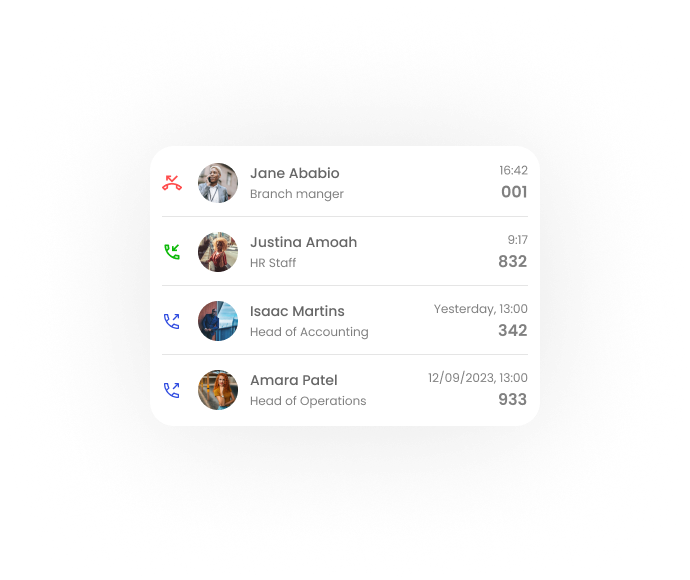 Jane Ababio
16:42
Branch manger
001
Justina Amoah
9:17
HR Staff
832
Isaac Martins
Yesterday, 13:00
Head of Accounting
342
Amara Patel
12/09/2023, 13:00
Head of Operations
933